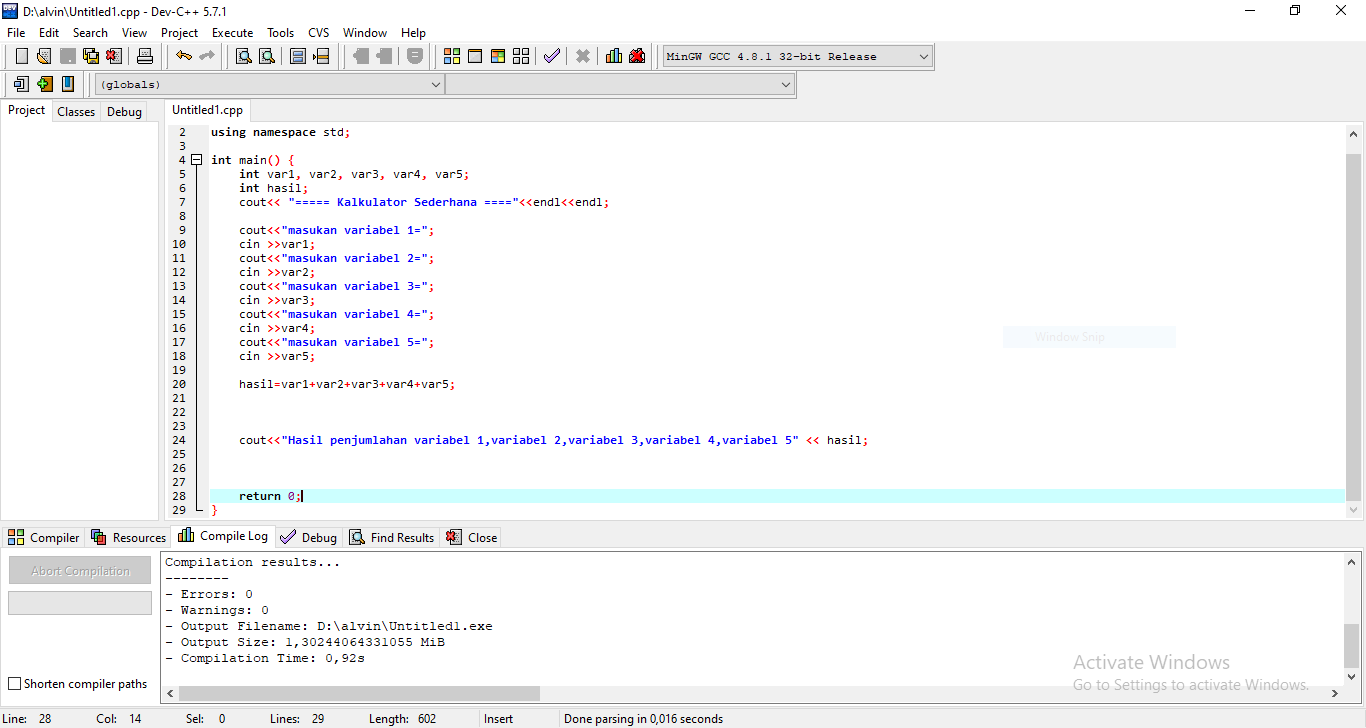 D:\alvin\Untitled1.cpp - Dev-C++ 5.7.1
File Edit Search View Project Execute Tools CVS Window Help
MinGW GCC 4.8.1 32-bit Release
(globals)
Project Classes Debug Untitled1.cpp
2 using namespace std;
3
4 int main() {
5 int var1, var2, var3, var4, var5;
6 int hasil;
7 cout<< "===== Kalkulator Sederhana ===="<<endl<<endl;
8
9 cout<<"masukan variabel 1=";
10 cin >>var1;
11 cout<<"masukan variabel 2=";
12 cin >>var2;
13 cout<<"masukan variabel 3=";
14 cin >>var3;
15 cout<<"masukan variabel 4=";
16 cin >>var4;
17 cout<<"masukan variabel 5=";
18 cin >>var5;
19
20 hasil=var1+var2+var3+var4+var5;
21
22
23
24 cout<<"Hasil penjumlahan variabel 1,variabel 2,variabel 3,variabel 4,variabel 5" << hasil;
25
26
27
28 return 0;
29 }
Window Snip
Compiler Resources Compile Log Debug Find Results Close
Abort Compilation
Shorten compiler paths
Compilation results...
--------
- Errors: 0
- Warnings: 0
- Output Filename: D:\alvin\Untitled1.exe
- Output Size: 1,30244064331055 MiB
- Compilation Time: 0,92s
Activate Windows
Go to Settings to activate Windows.
Line: 28 Col: 14 Sel: 0 Lines: 29 Length: 602 Insert Done parsing in 0,016 seconds